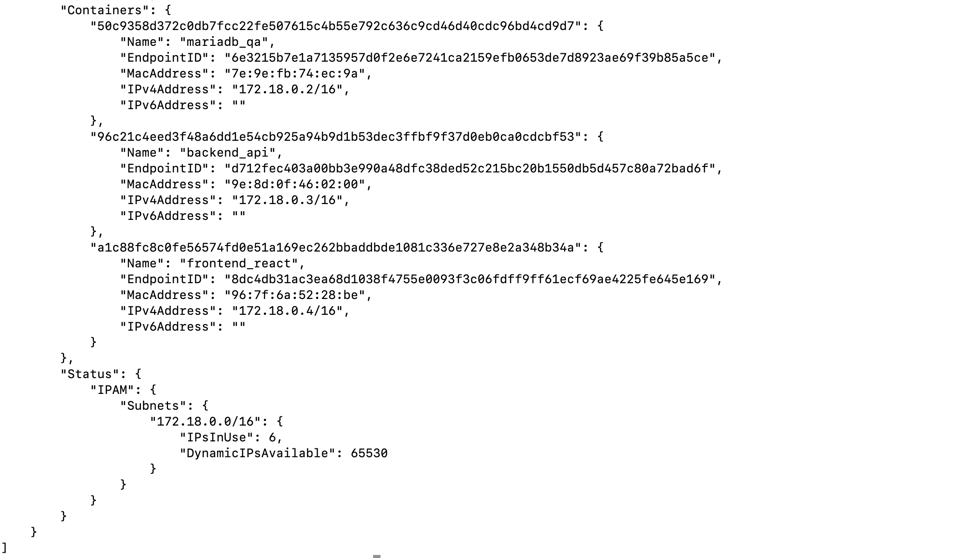 "Containers": {
"50c9358d372c0db7fcc22fe507615c4b55e792c636c9cd46d40cdc96bd4cd9d7": {
"Name": "mariadb_qa",
"EndpointID": "6e3215b7e1a7135957d0f2e6e7241ca2159efb0653de7d8923ae69f39b85a5ce",
"MacAddress": "7e:9e:fb:74:ec:9a",
"IPv4Address": "172.18.0.2/16",
"IPv6Address": ""
},
"96c21c4eed3f48a6dd1e54cb925a94b9d1b53dec3ffbf9f37d0eb0ca0cdcbf53": {
"Name": "backend_api",
"EndpointID": "d712fec403a00bb3e990a48dfc38ded52c215bc20b1550db5d457c80a72bad6f",
"MacAddress": "9e:8d:0f:46:02:00",
"IPv4Address": "172.18.0.3/16",
"IPv6Address": ""
},
"a1c88fc8c0fe56574fd0e51a169ec262bbaddbde1081c336e727e8e2a348b34a": {
"Name": "frontend_react",
"EndpointID": "8dc4db31ac3ea68d1038f4755e0093f3c06fdff9ff61ecf69ae4225fe645e169",
"MacAddress": "96:7f:6a:52:28:be",
"IPv4Address": "172.18.0.4/16",
"IPv6Address": ""
}
},
"Status": {
"IPAM": {
"Subnets": {
"172.18.0.0/16": {
"IPsInUse": 6,
"DynamicIPsAvailable": 65530
}
}
}
}
}
]